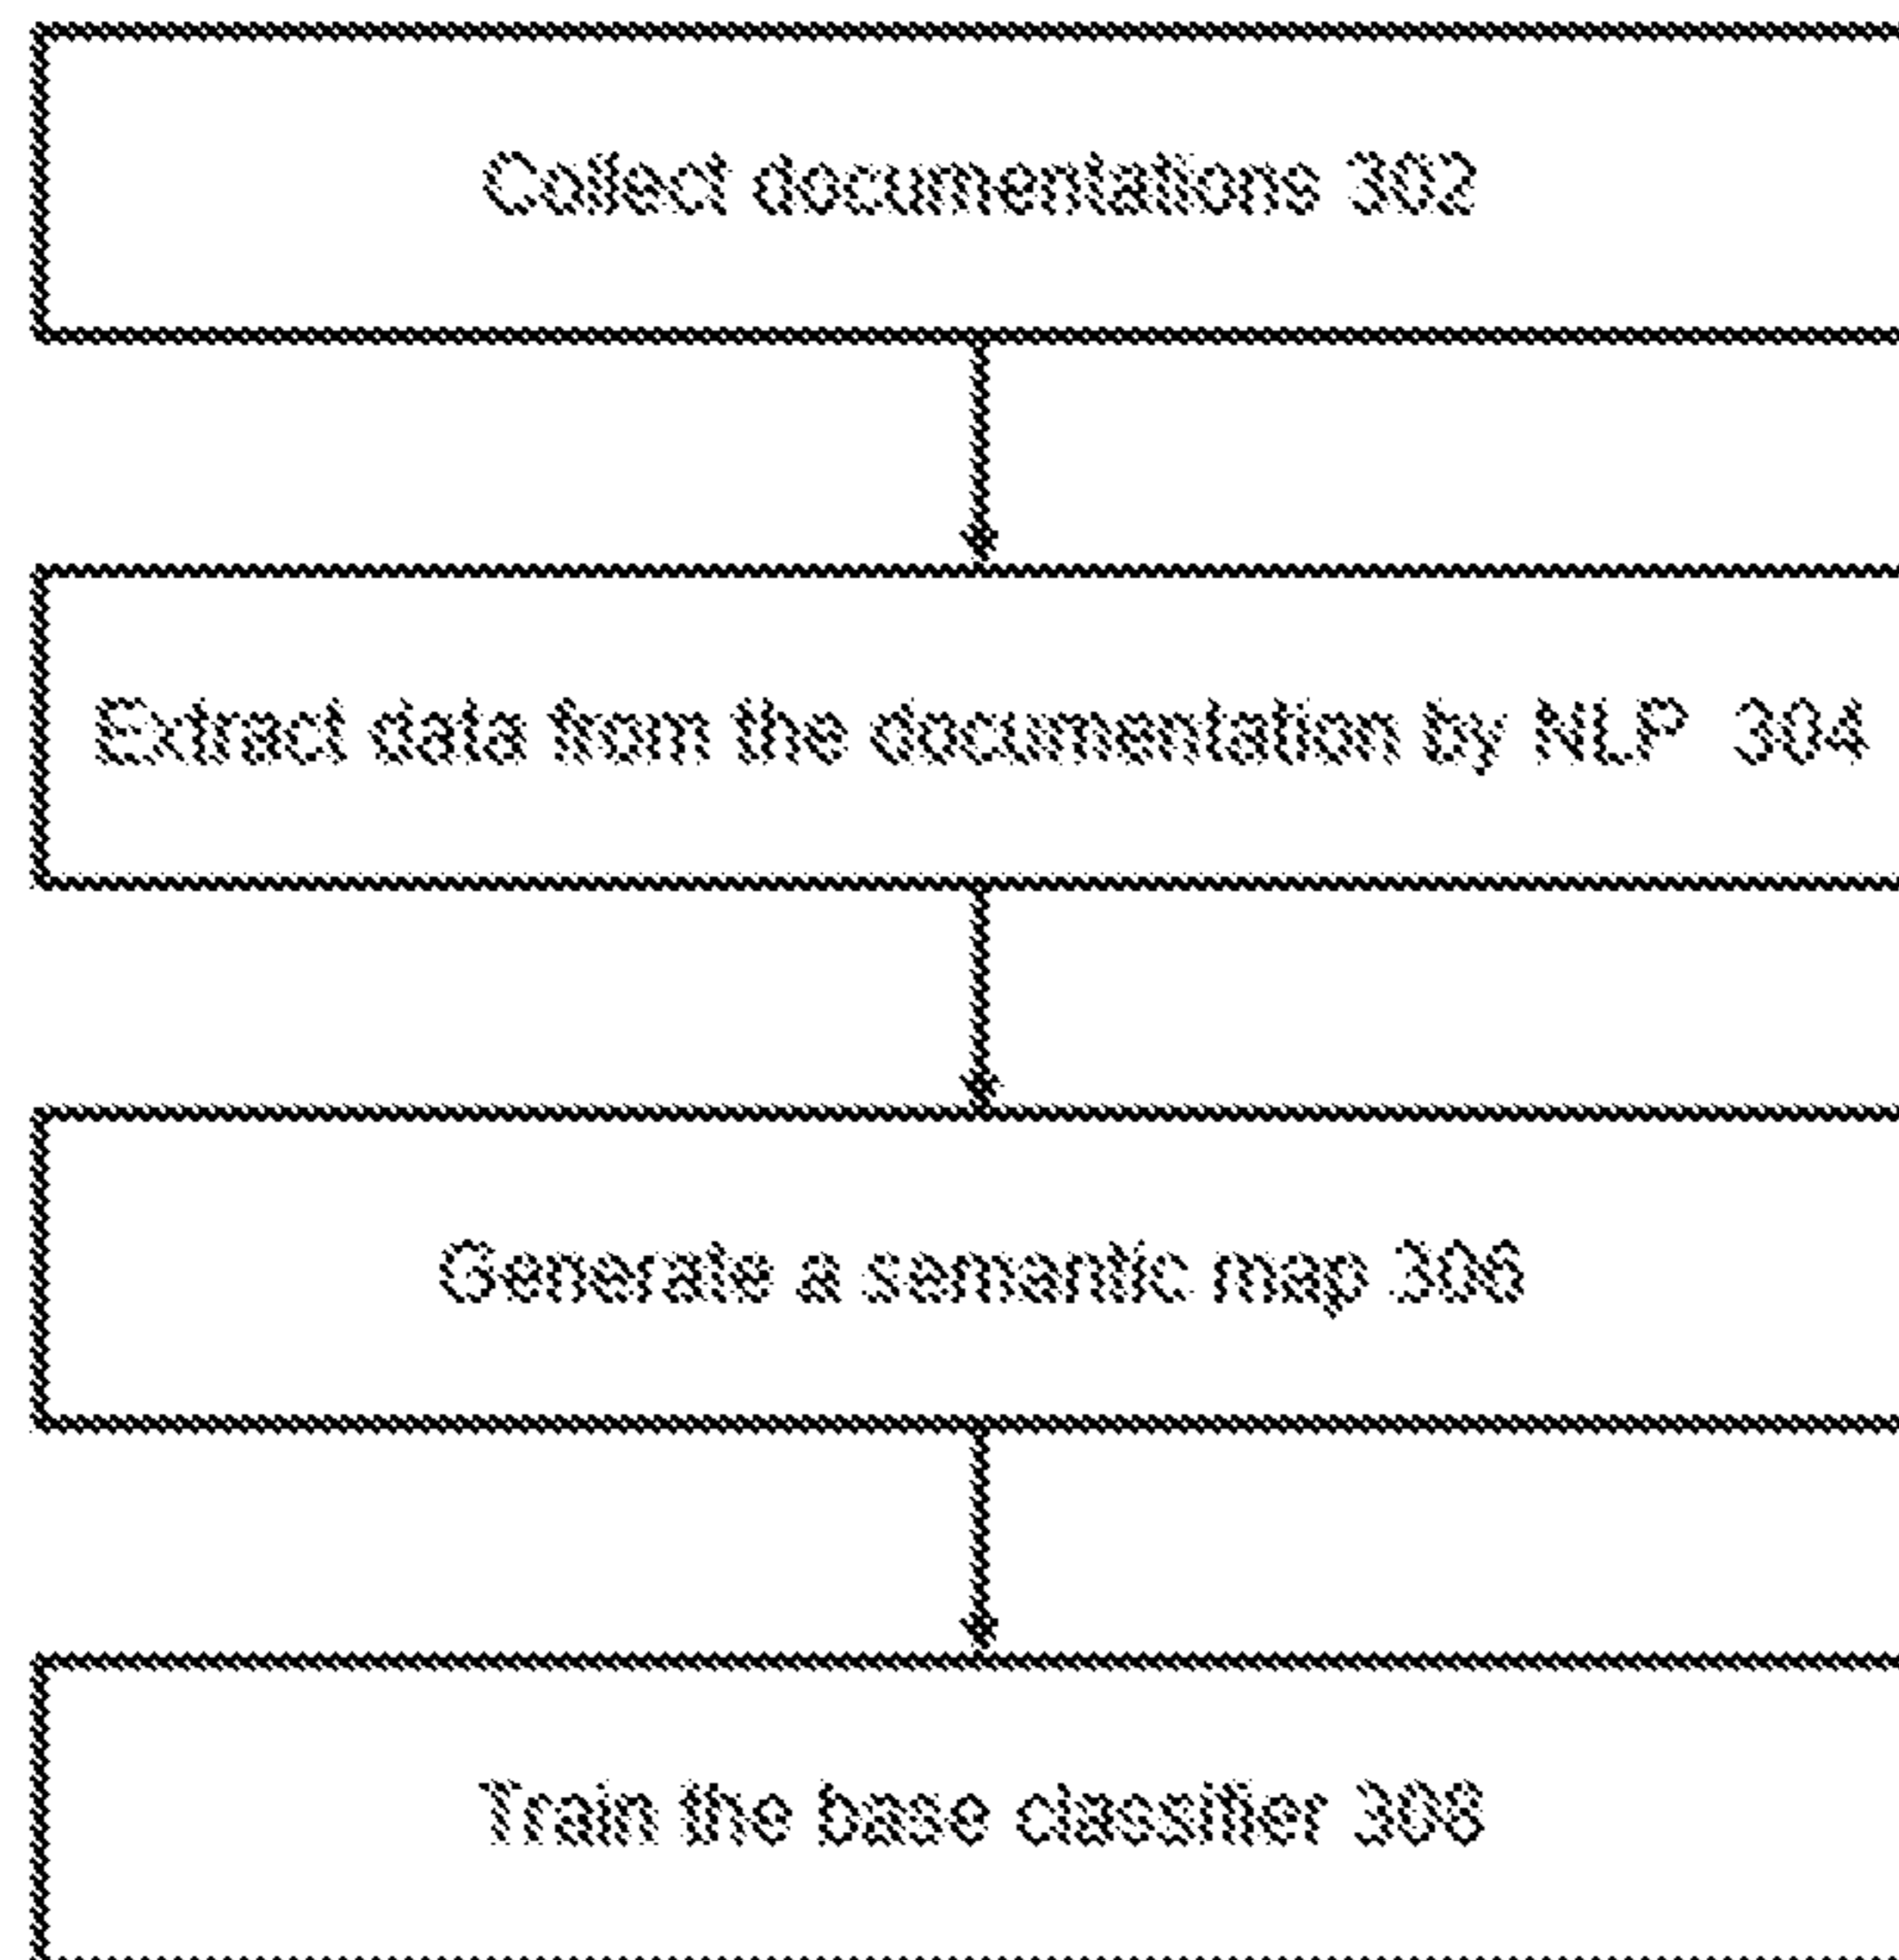 Collect documentations 302
Extract data from the documentation by NLP 304
Generate a semantic map 306
Train the base classifier 308